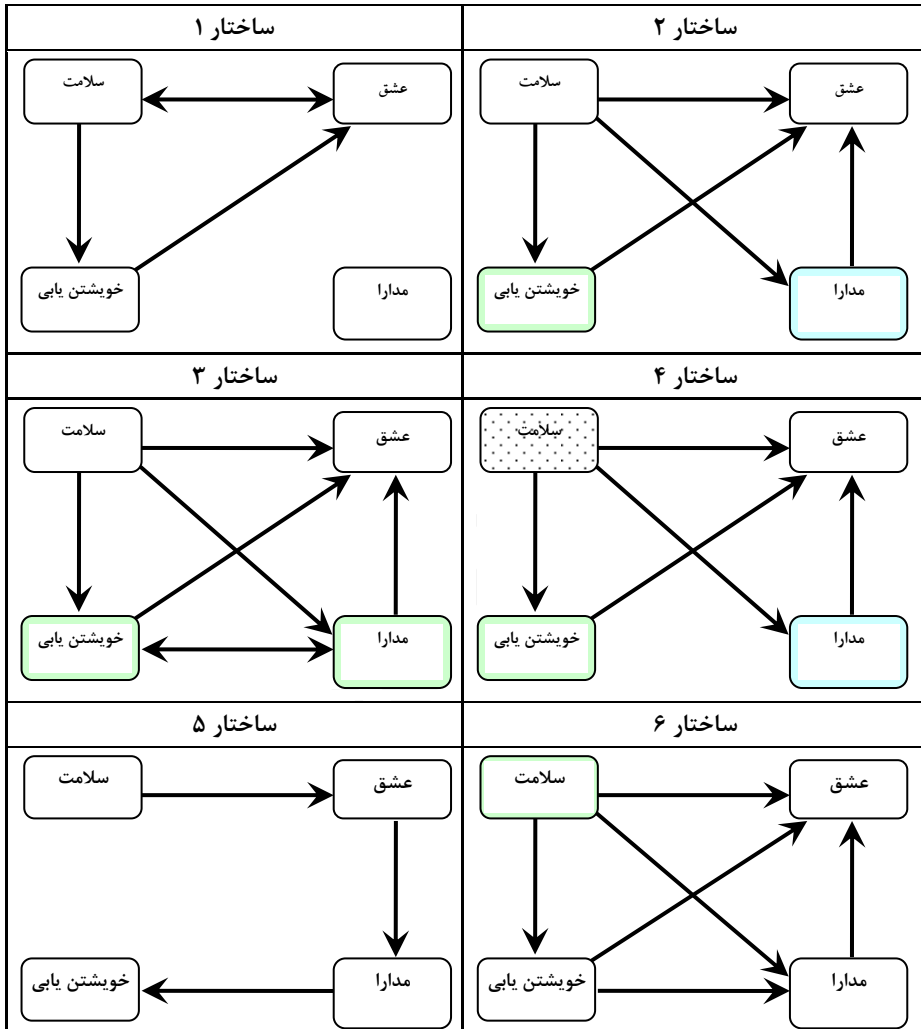 ساختار ۱
ساختار ۲
سلامت
عشق
خویشتن یابی
مدارا
سلامت
عشق
خویشتن یابی
مدارا
ساختار ۳
ساختار ۴
سلامت
عشق
خویشتن یابی
مدارا
سلامت
عشق
خویشتن یابی
مدارا
ساختار ۵
ساختار ۶
سلامت
عشق
خویشتن یابی
مدارا
سلامت
عشق
خویشتن یابی
مدارا